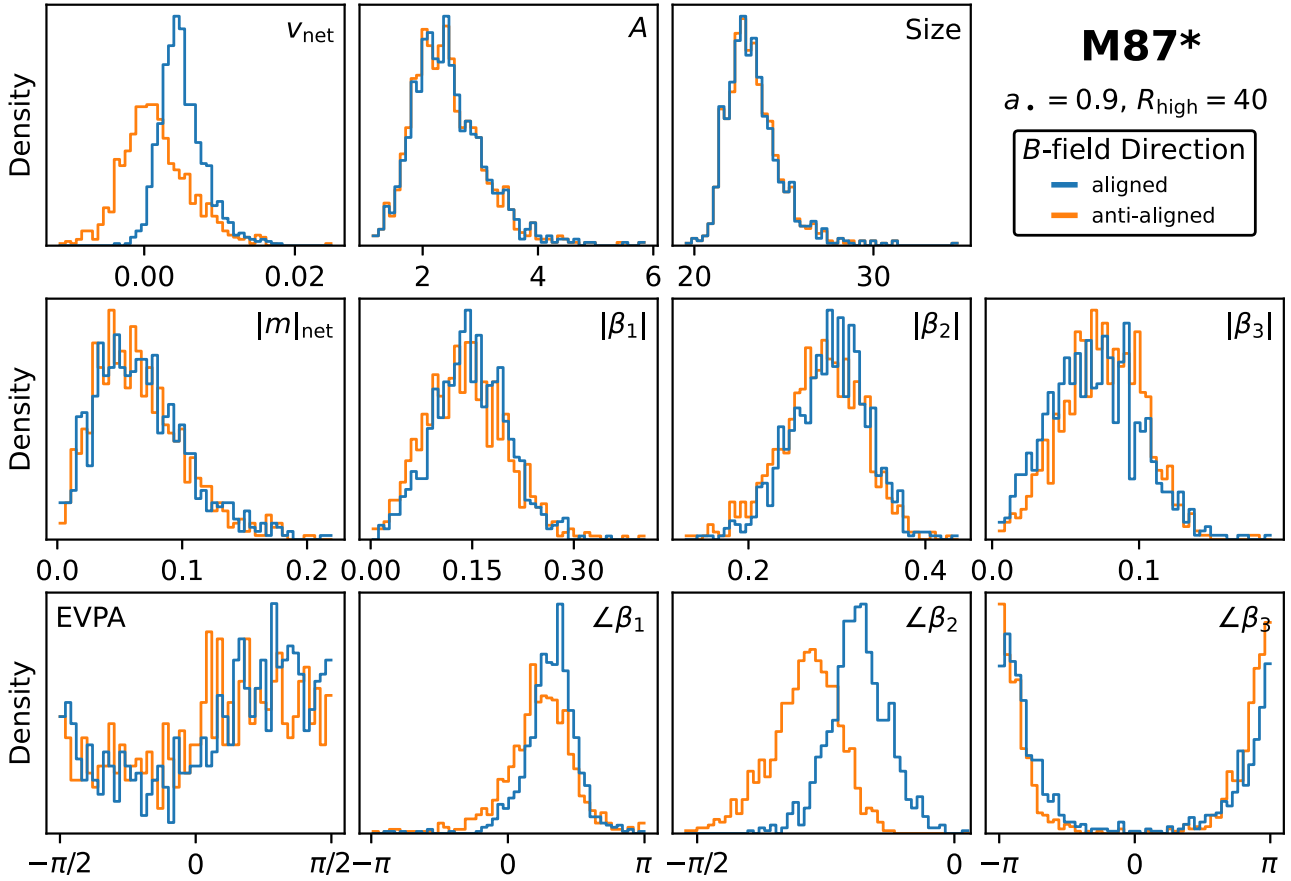 v_net
A
Size
M87*
a• = 0.9, R_high = 40
B-field Direction
aligned
anti-aligned
Density
0.00 0.02
2 4 6
20 30
|m|_net
|β₁|
|β₂|
|β₃|
Density
0.0 0.1 0.2
0.00 0.15 0.30
0.2 0.4
0.0 0.1
EVPA
∠β₁
∠β₂
∠β₃
Density
−π/2 0 π/2
−π 0 π
−π/2 0
−π 0 π